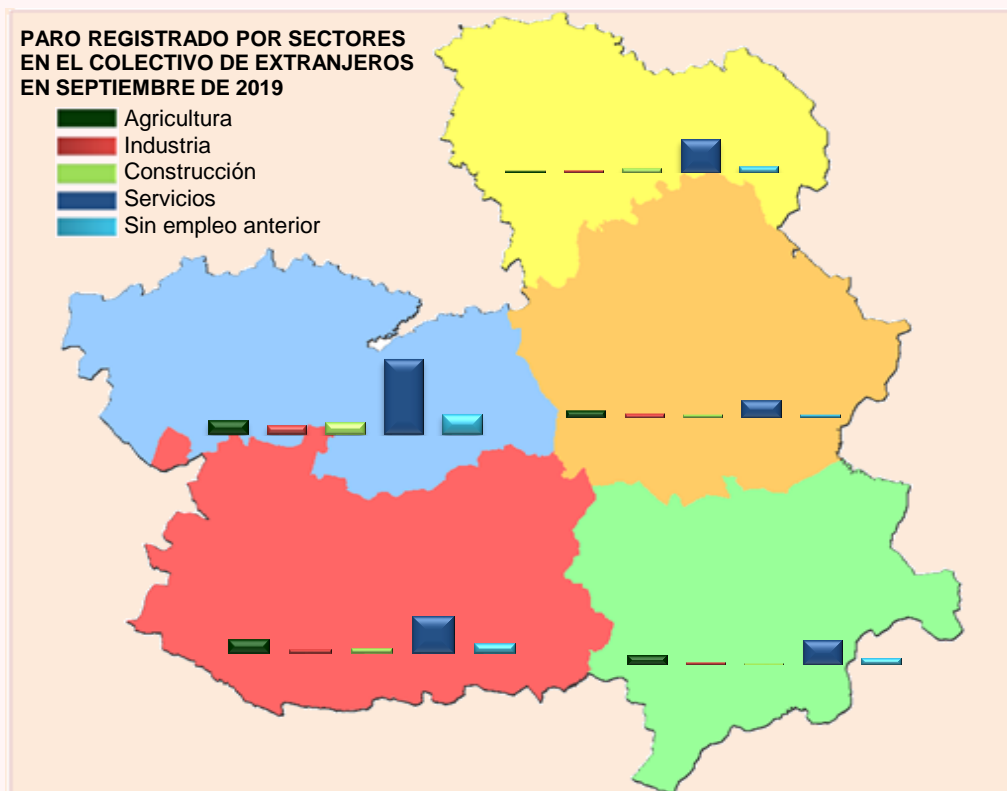 PARO REGISTRADO POR SECTORES
EN EL COLECTIVO DE EXTRANJEROS
EN SEPTIEMBRE DE 2019
Agricultura
Industria
Construcción
Servicios
Sin empleo anterior